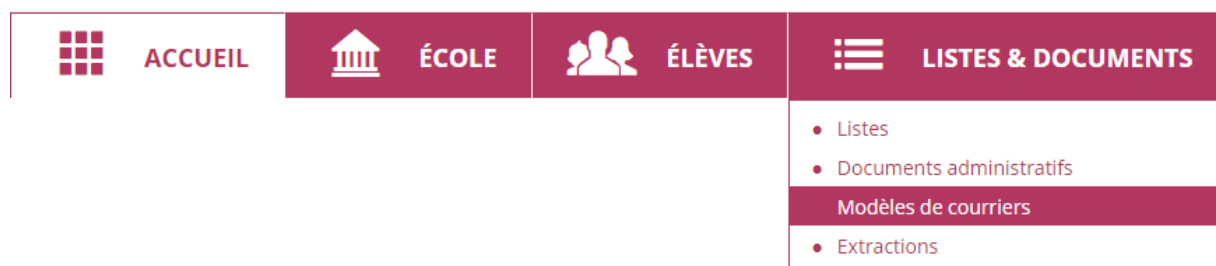 ACCUEIL ÉCOLE ÉLÈVES LISTES & DOCUMENTS
Listes
Documents administratifs
Modèles de courriers
Extractions